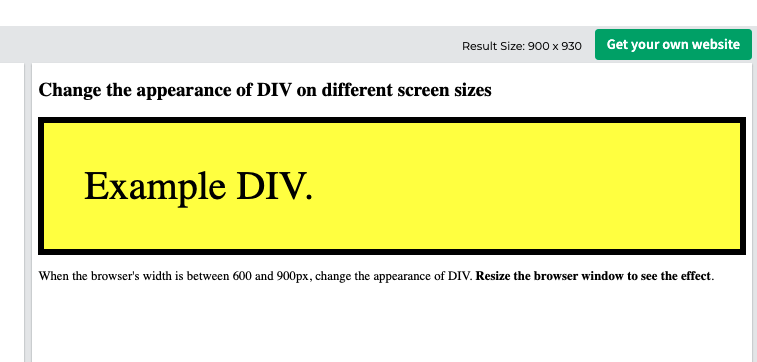 Result Size: 900 x 930
Get your own website
Change the appearance of DIV on different screen sizes
Example DIV.
When the browser's width is between 600 and 900px, change the appearance of DIV. Resize the browser window to see the effect.